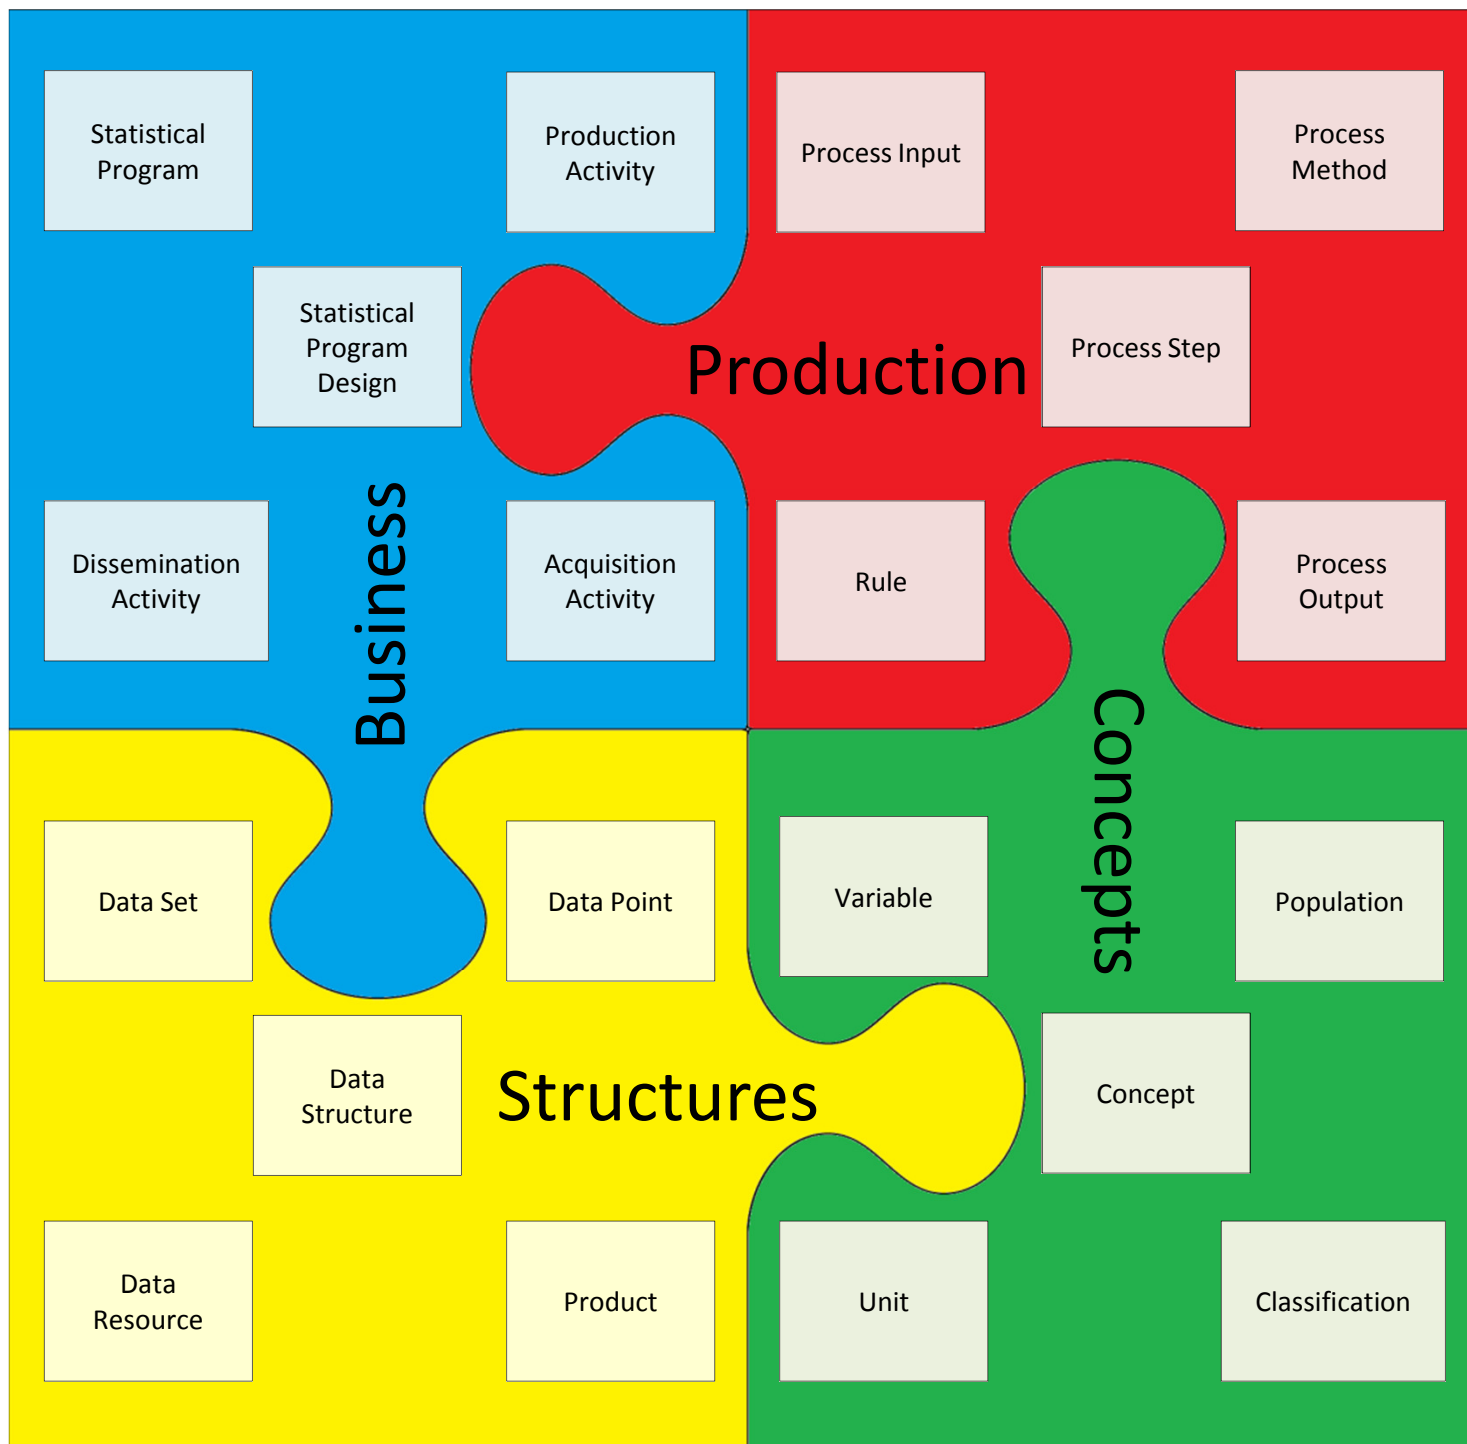 Statistical
Program
Production
Activity
Statistical
Program
Design
Dissemination
Activity
Acquisition
Activity
Business
Process Input
Process
Method
Process Step
Production
Rule
Process
Output
Data Set
Data Point
Data
Structure
Structures
Data
Resource
Product
Concepts
Variable
Population
Concept
Unit
Classification